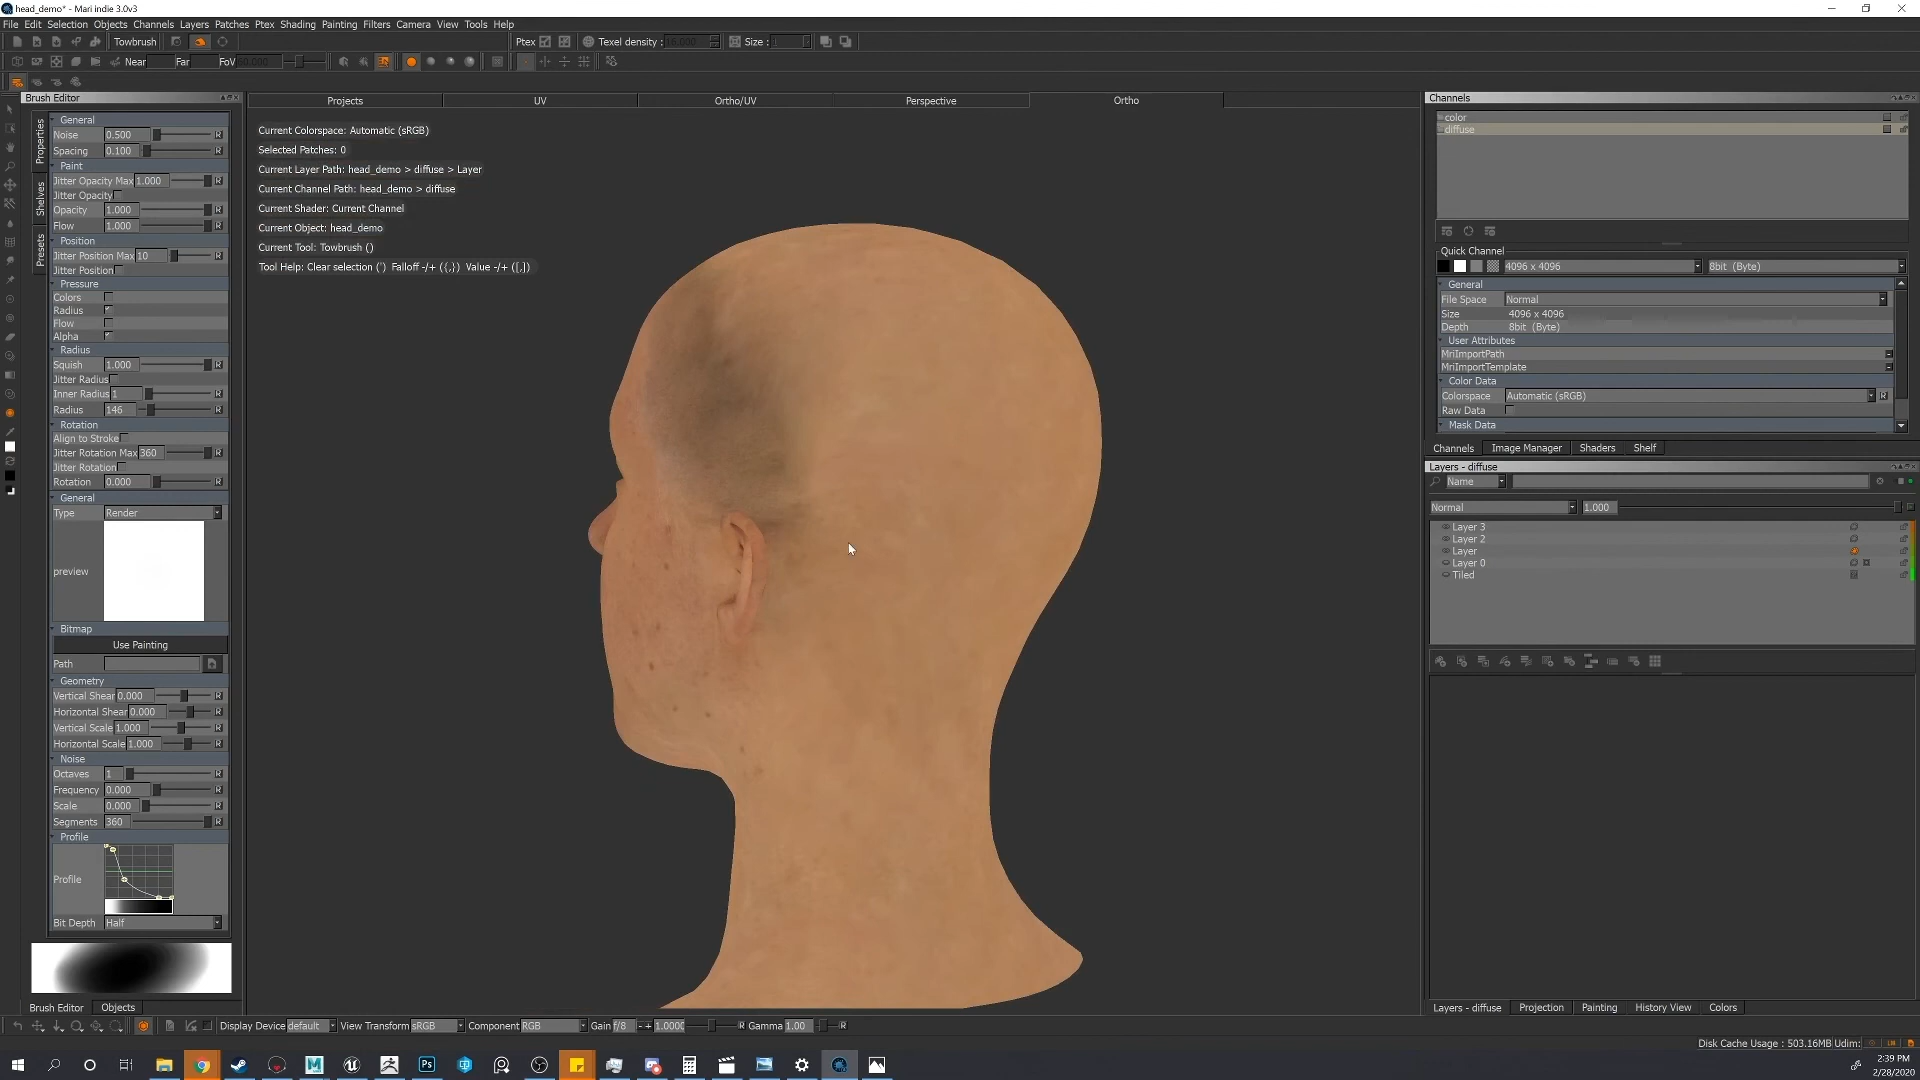 head_demo* - Mari indie 3.0v3
File Edit Selection Objects Channels Layers Patches Ptex Shading Painting Filters Camera View Tools Help
Towbrush Ptex Texel density : 16.000 Size : 1
Near Far FoV
Brush Editor
Projects UV Ortho/UV Perspective Ortho
Properties
Shelves
Presets
General
Noise 0.500 R
Spacing 0.100 R
Paint
Jitter Opacity Max 1.000 R
Jitter Opacity
Opacity 1.000 R
Flow 1.000 R
Position
Jitter Position Max 10 R
Jitter Position
Pressure
Colors
Radius
Flow
Alpha
Radius
Squish 1.000 R
Jitter Radius
Inner Radius 1 R
Radius 146 R
Rotation
Align to Stroke
Jitter Rotation Max 360 R
Jitter Rotation
Rotation 0.000 R
General
Type Render
preview
Bitmap
Use Painting
Path
Geometry
Vertical Shear 0.000 R
Horizontal Shear 0.000 R
Vertical Scale 1.000 R
Horizontal Scale 1.000 R
Noise
Octaves 1 R
Frequency 0.000 R
Scale 0.000 R
Segments 360 R
Profile
Profile
Bit Depth Half
Brush Editor Objects
Current Colorspace: Automatic (sRGB)
Selected Patches: 0
Current Layer Path: head_demo > diffuse > Layer
Current Channel Path: head_demo > diffuse
Current Shader: Current Channel
Current Object: head_demo
Current Tool: Towbrush ()
Tool Help: Clear selection (') Falloff -/+ ({,}) Value -/+ ([,])
Channels
color
diffuse
Quick Channel
4096 x 4096 8bit (Byte)
General
File Space Normal
Size 4096 x 4096
Depth 8bit (Byte)
User Attributes
MriImportPath
MriImportTemplate
Color Data
Colorspace Automatic (sRGB) R
Raw Data
Mask Data
Channels Image Manager Shaders Shelf
Layers - diffuse
Name
Normal 1.000
Layer 3
Layer 2
Layer
Layer 0
Tiled
Layers - diffuse Projection Painting History View Colors
Display Device default View Transform sRGB Component RGB Gain f/8 - + 1.0000 R Gamma 1.00 R
Disk Cache Usage : 503.16MB Udim:
Ps
2:39 PM
2/28/2020